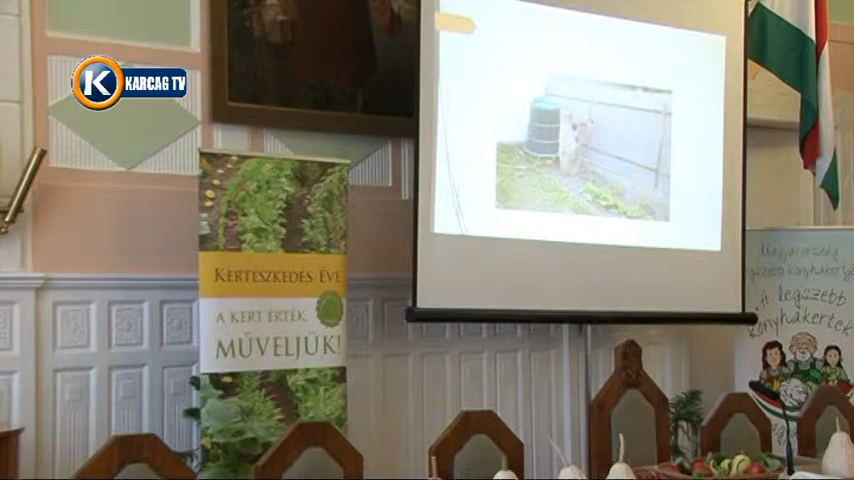 K KARCAG TV
KERTESZKEDÉS ÉVE
A KERT ÉRTÉK,
MŰVELJÜK!
Magyarország
legszebb konyhakertjei
A legszebb
konyhakertek